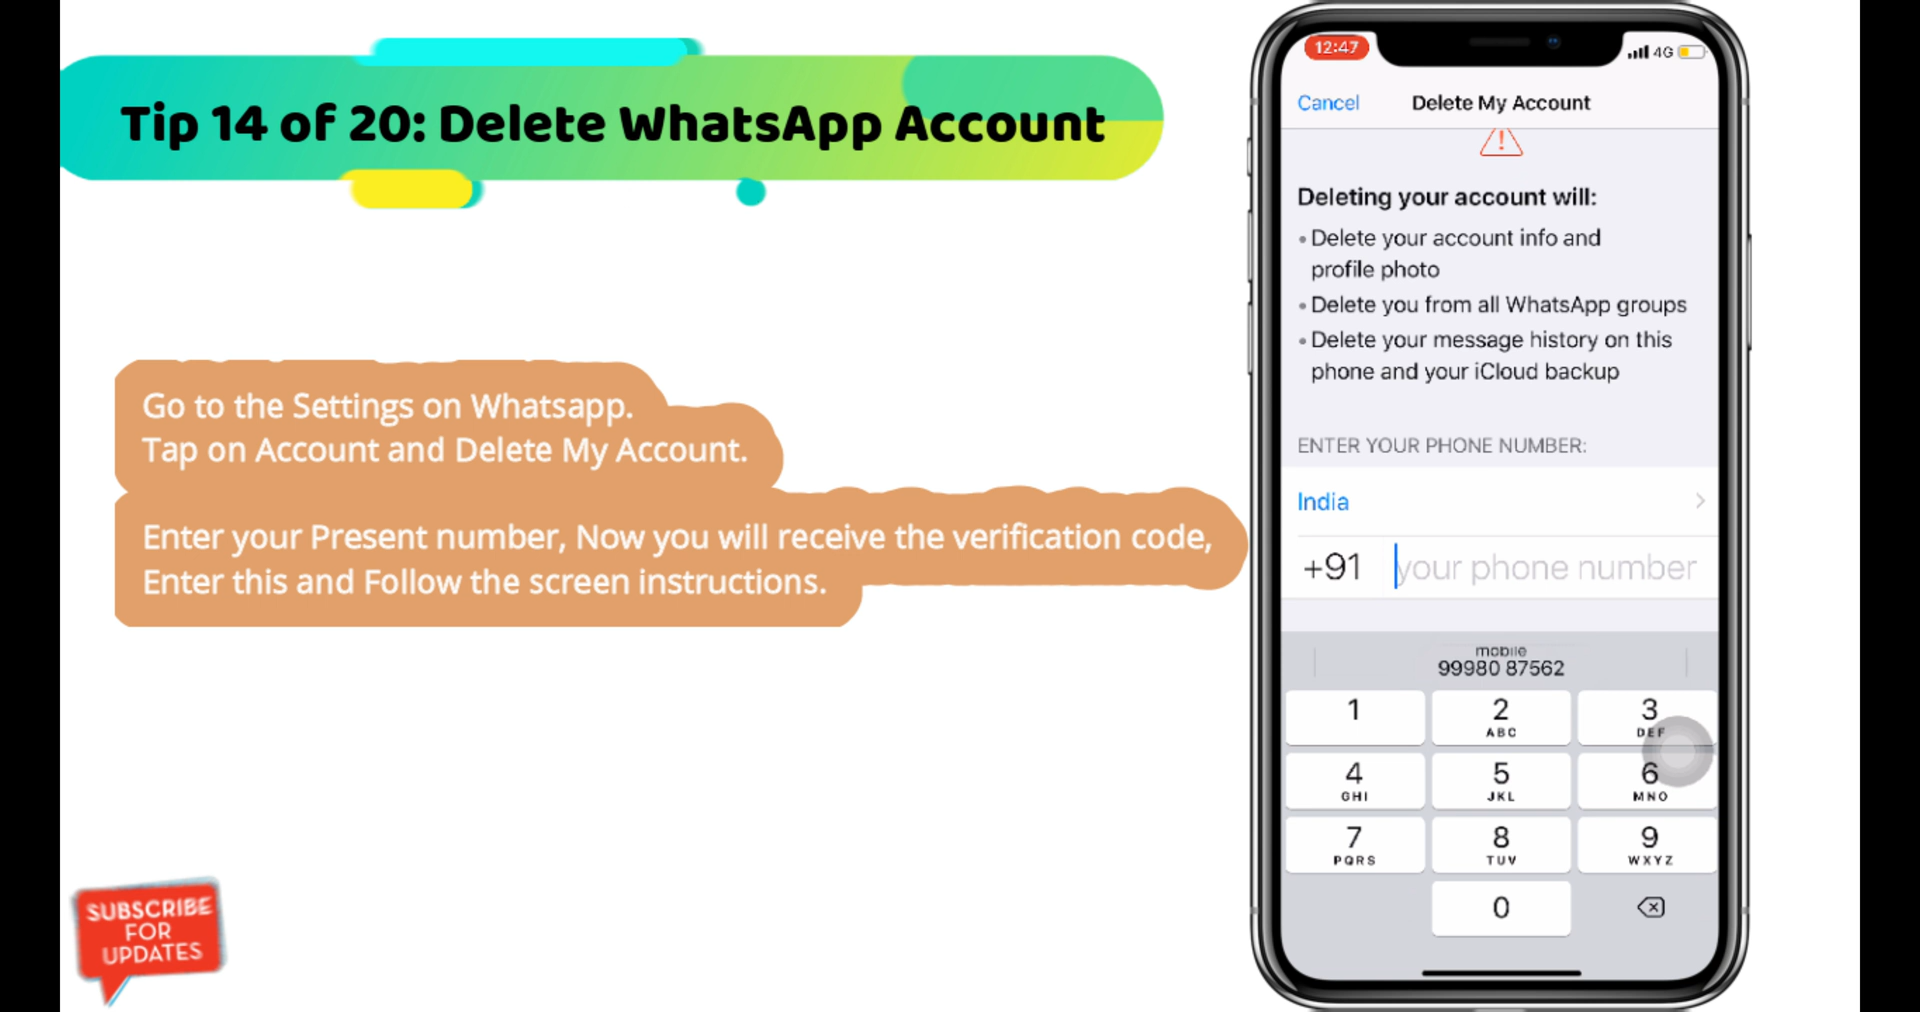 Tip 14 of 20: Delete WhatsApp Account
Go to the Settings on Whatsapp.
Tap on Account and Delete My Account.
Enter your Present number, Now you will receive the verification code,
Enter this and Follow the screen instructions.
SUBSCRIBE
FOR
UPDATES
12:47
4G
Cancel
Delete My Account
Deleting your account will:
• Delete your account info and
profile photo
• Delete you from all WhatsApp groups
• Delete your message history on this
phone and your iCloud backup
ENTER YOUR PHONE NUMBER:
India
+91 your phone number
mobile
99980 87562
1 2 3
ABC DEF
4 5 6
GHI JKL MNO
7 8 9
PQRS TUV WXYZ
0